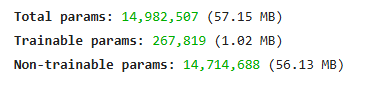 Total params: 14,982,507 (57.15 MB)
Trainable params: 267,819 (1.02 MB)
Non-trainable params: 14,714,688 (56.13 MB)